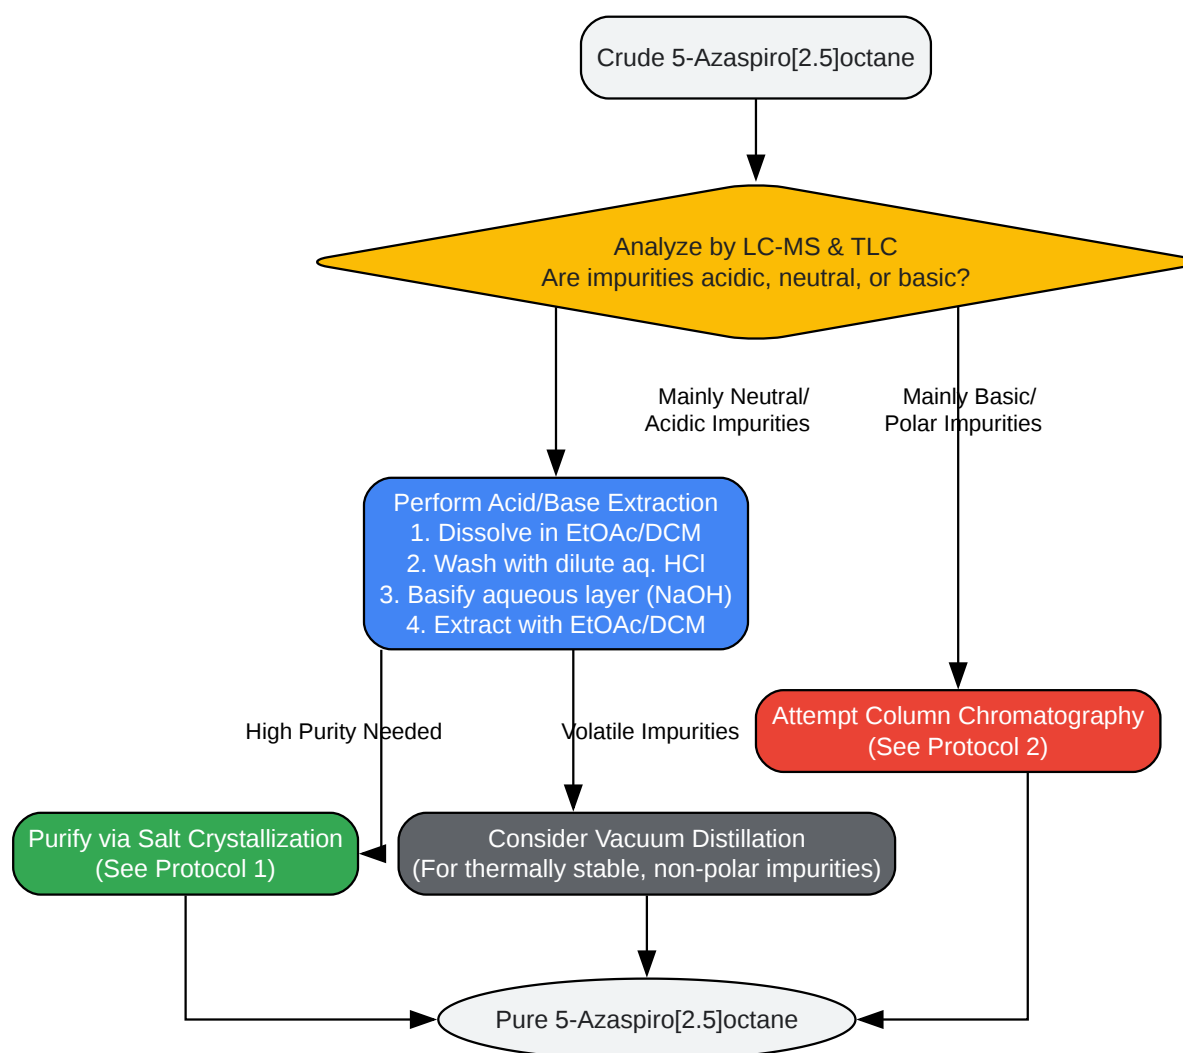 Crude 5-Azaspiro[2.5]octane
Analyze by LC-MS & TLC
Are impurities acidic, neutral, or basic?
Mainly Neutral/
Acidic Impurities
Mainly Basic/
Polar Impurities
Perform Acid/Base Extraction
1. Dissolve in EtOAc/DCM
2. Wash with dilute aq. HCl
3. Basify aqueous layer (NaOH)
4. Extract with EtOAc/DCM
High Purity Needed
Volatile Impurities
Attempt Column Chromatography
(See Protocol 2)
Purify via Salt Crystallization
(See Protocol 1)
Consider Vacuum Distillation
(For thermally stable, non-polar impurities)
Pure 5-Azaspiro[2.5]octane